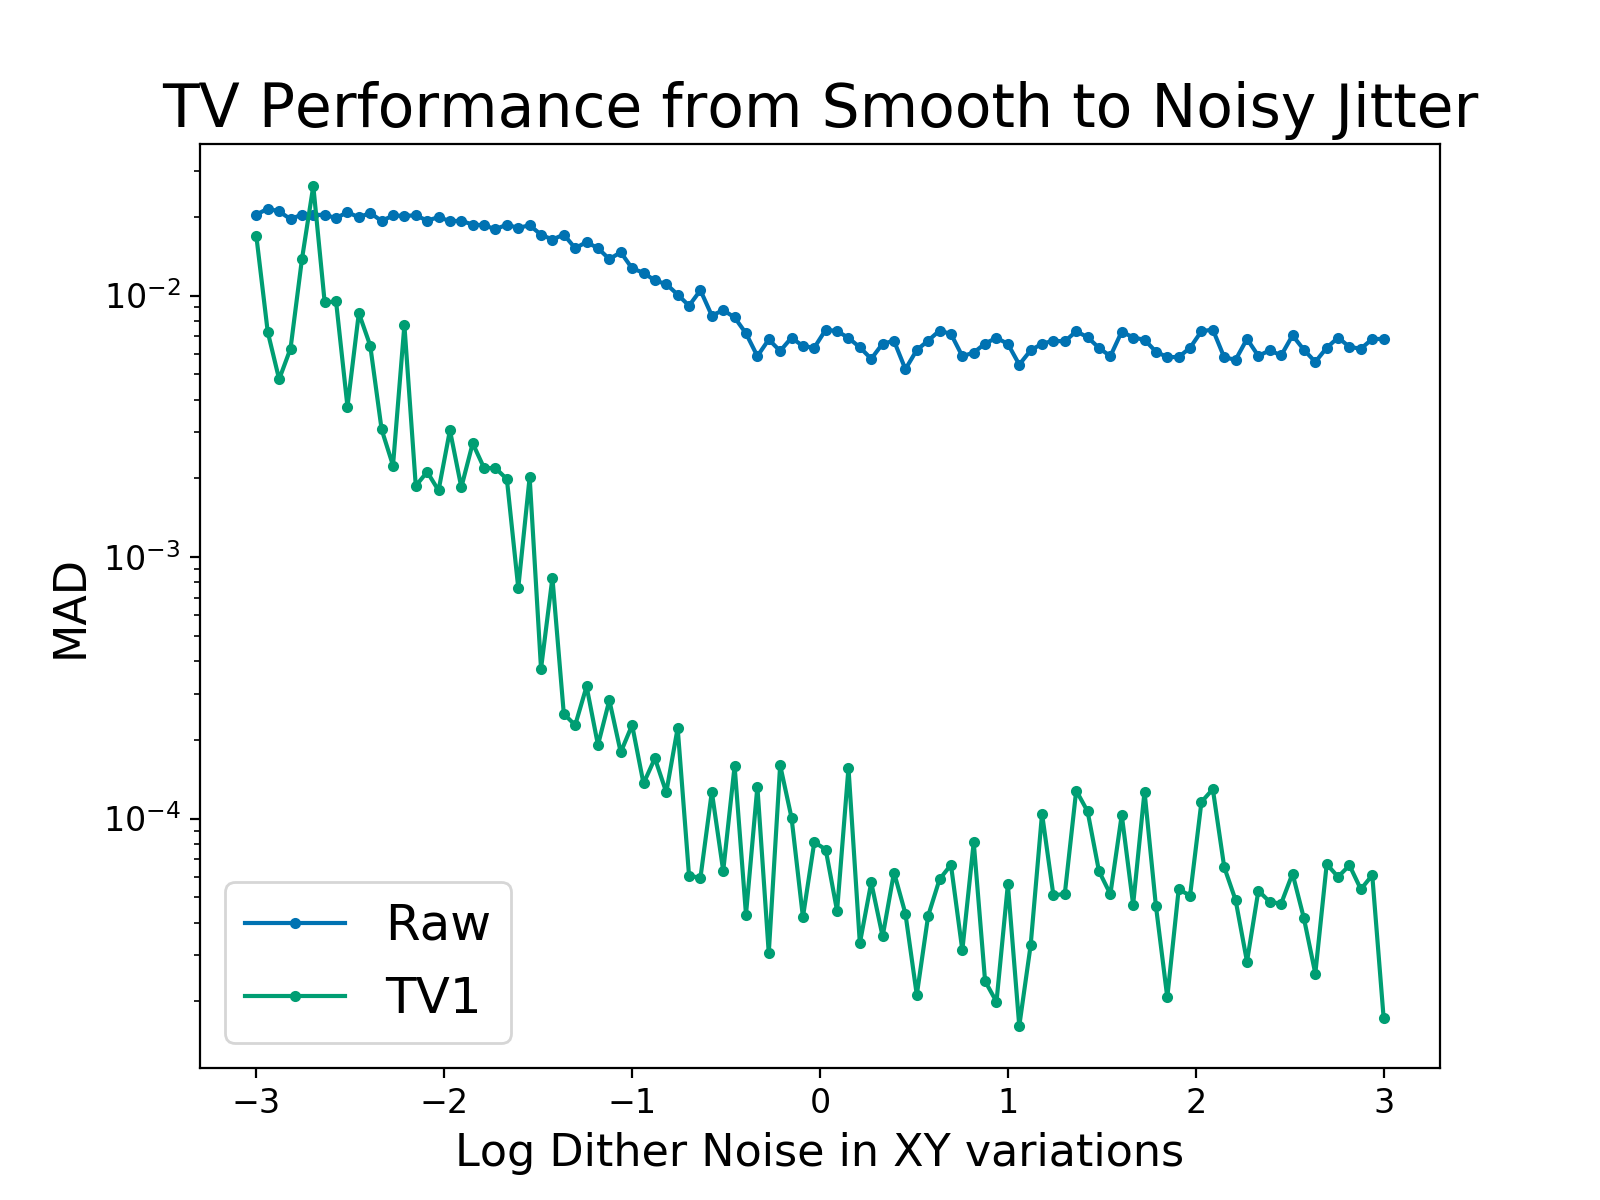 TV Performance from Smooth to Noisy Jitter
10⁻²
10⁻³
10⁻⁴
MAD
Raw
TV1
−3 −2 −1 0 1 2 3
Log Dither Noise in XY variations